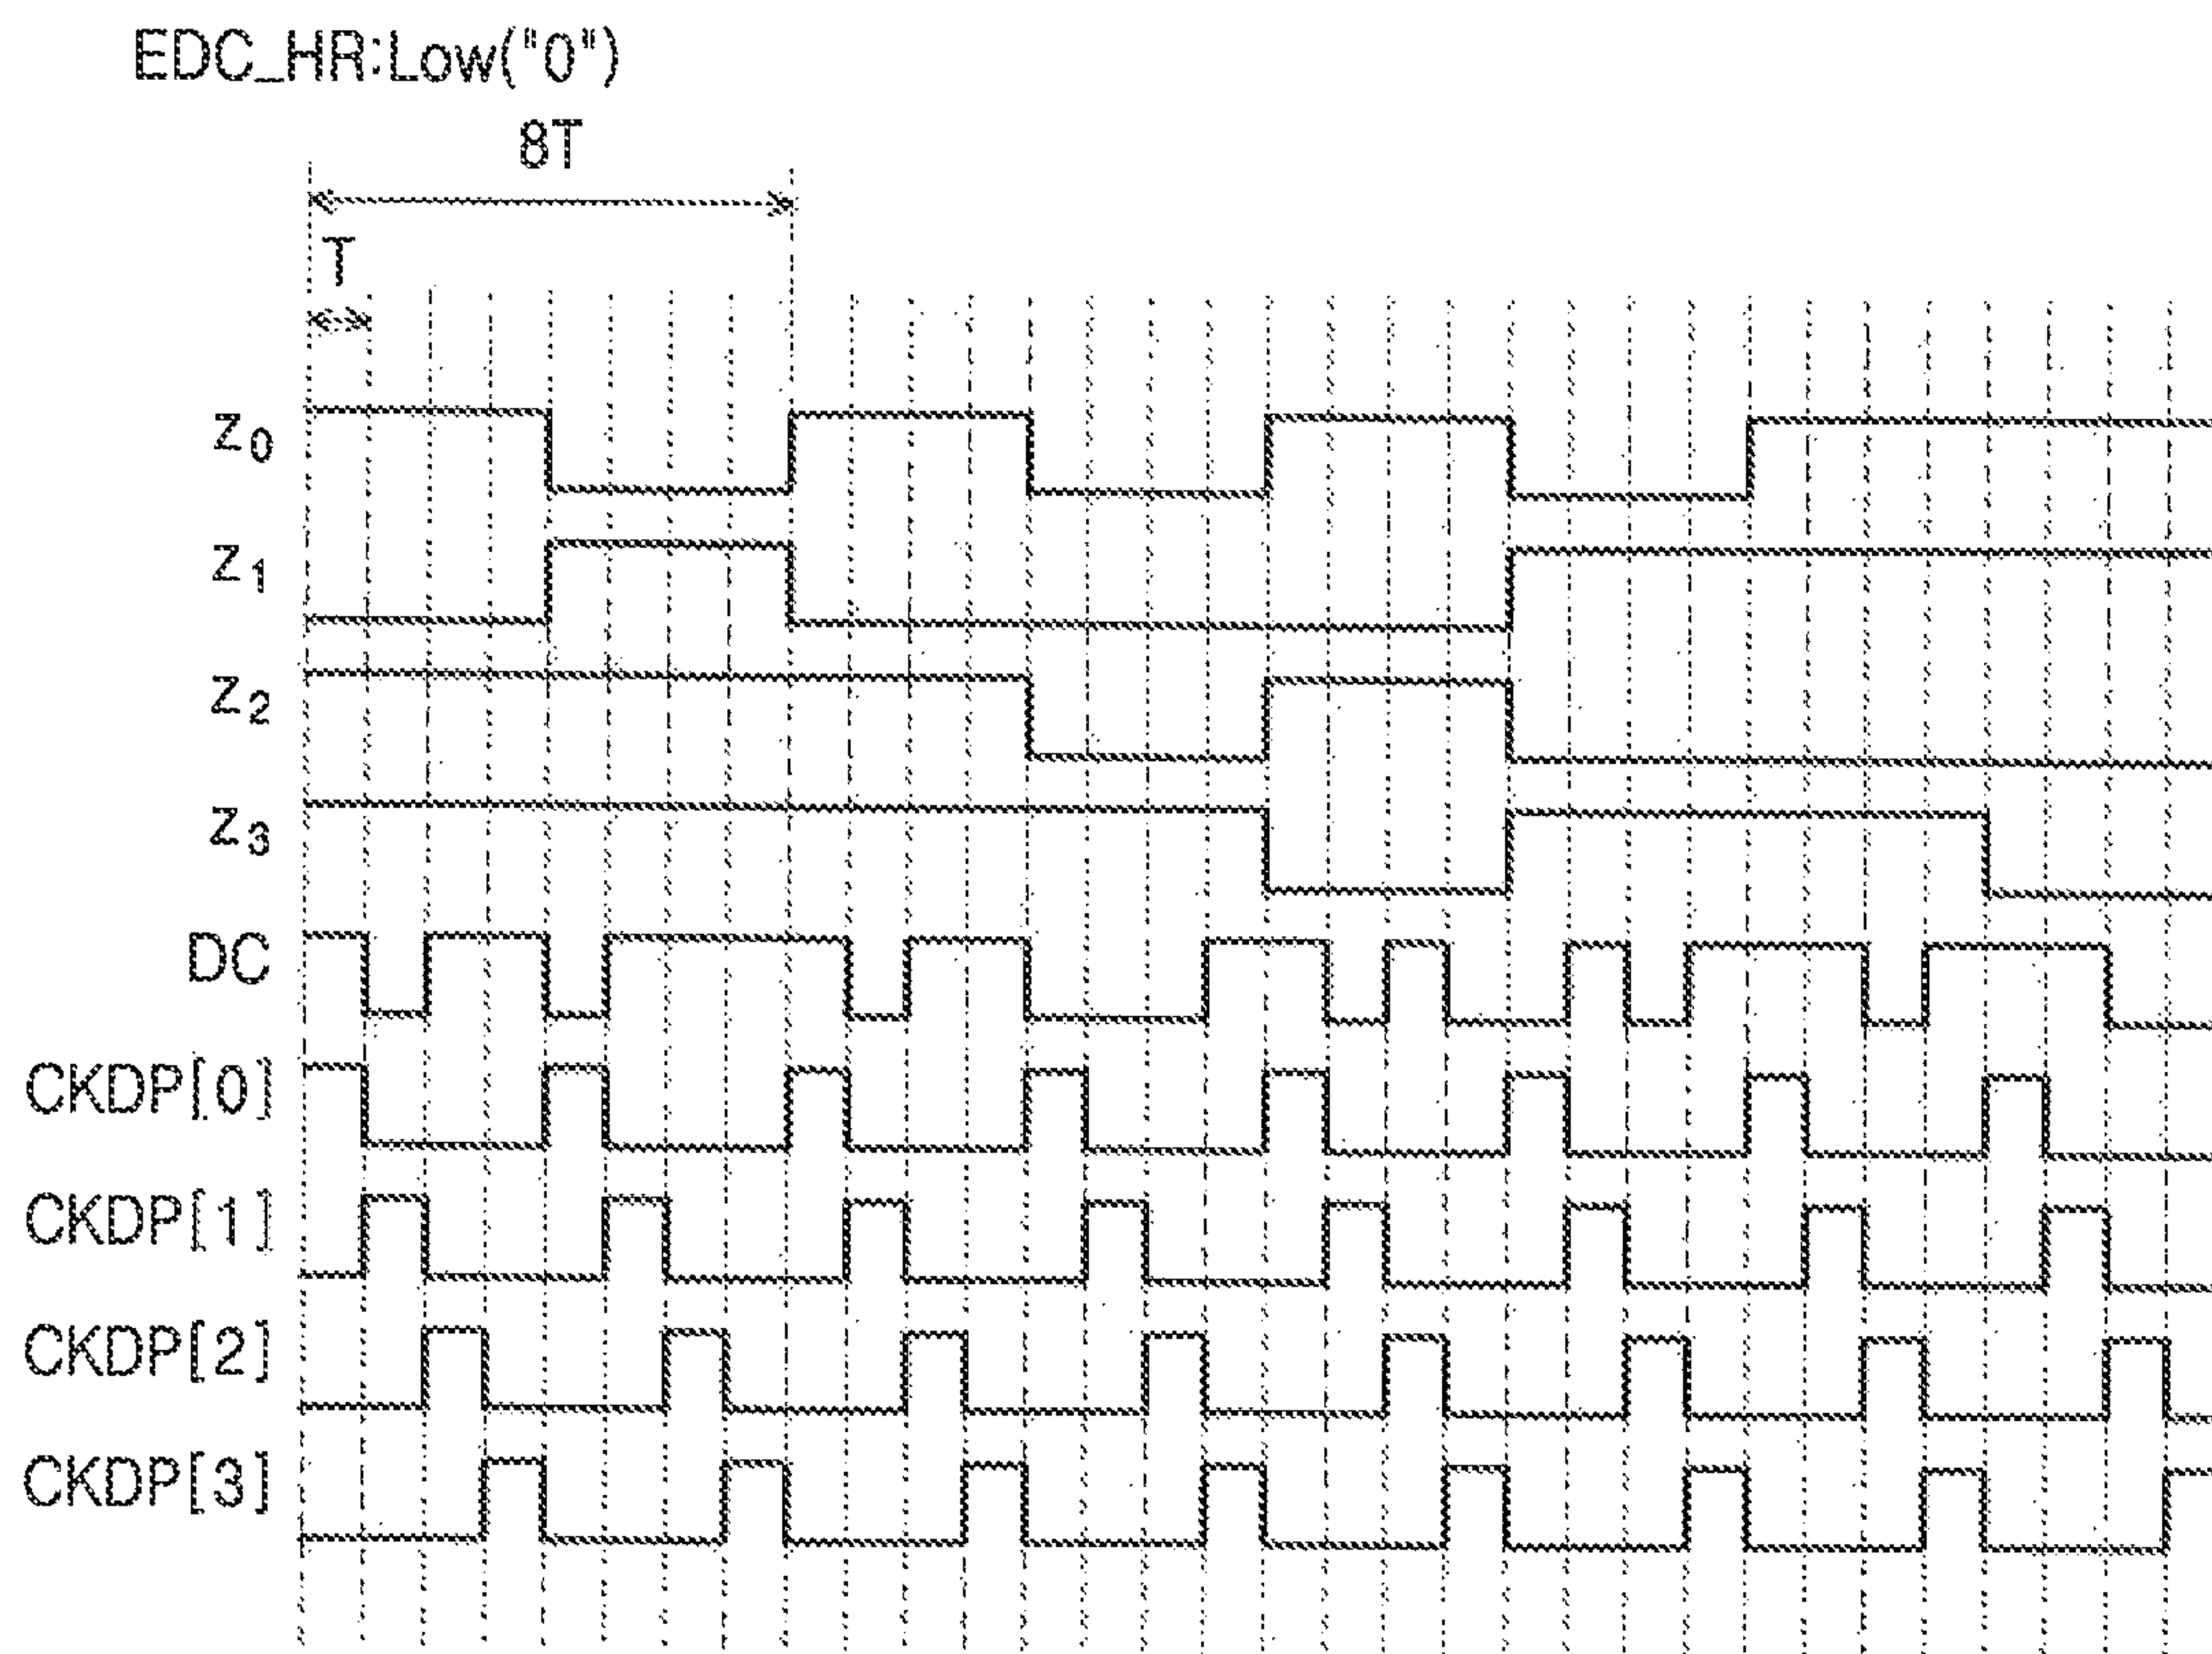 EDC_HR:Low("0")
8T
T
z0
z1
z2
z3
DC
CKDP[0]
CKDP[1]
CKDP[2]
CKDP[3]